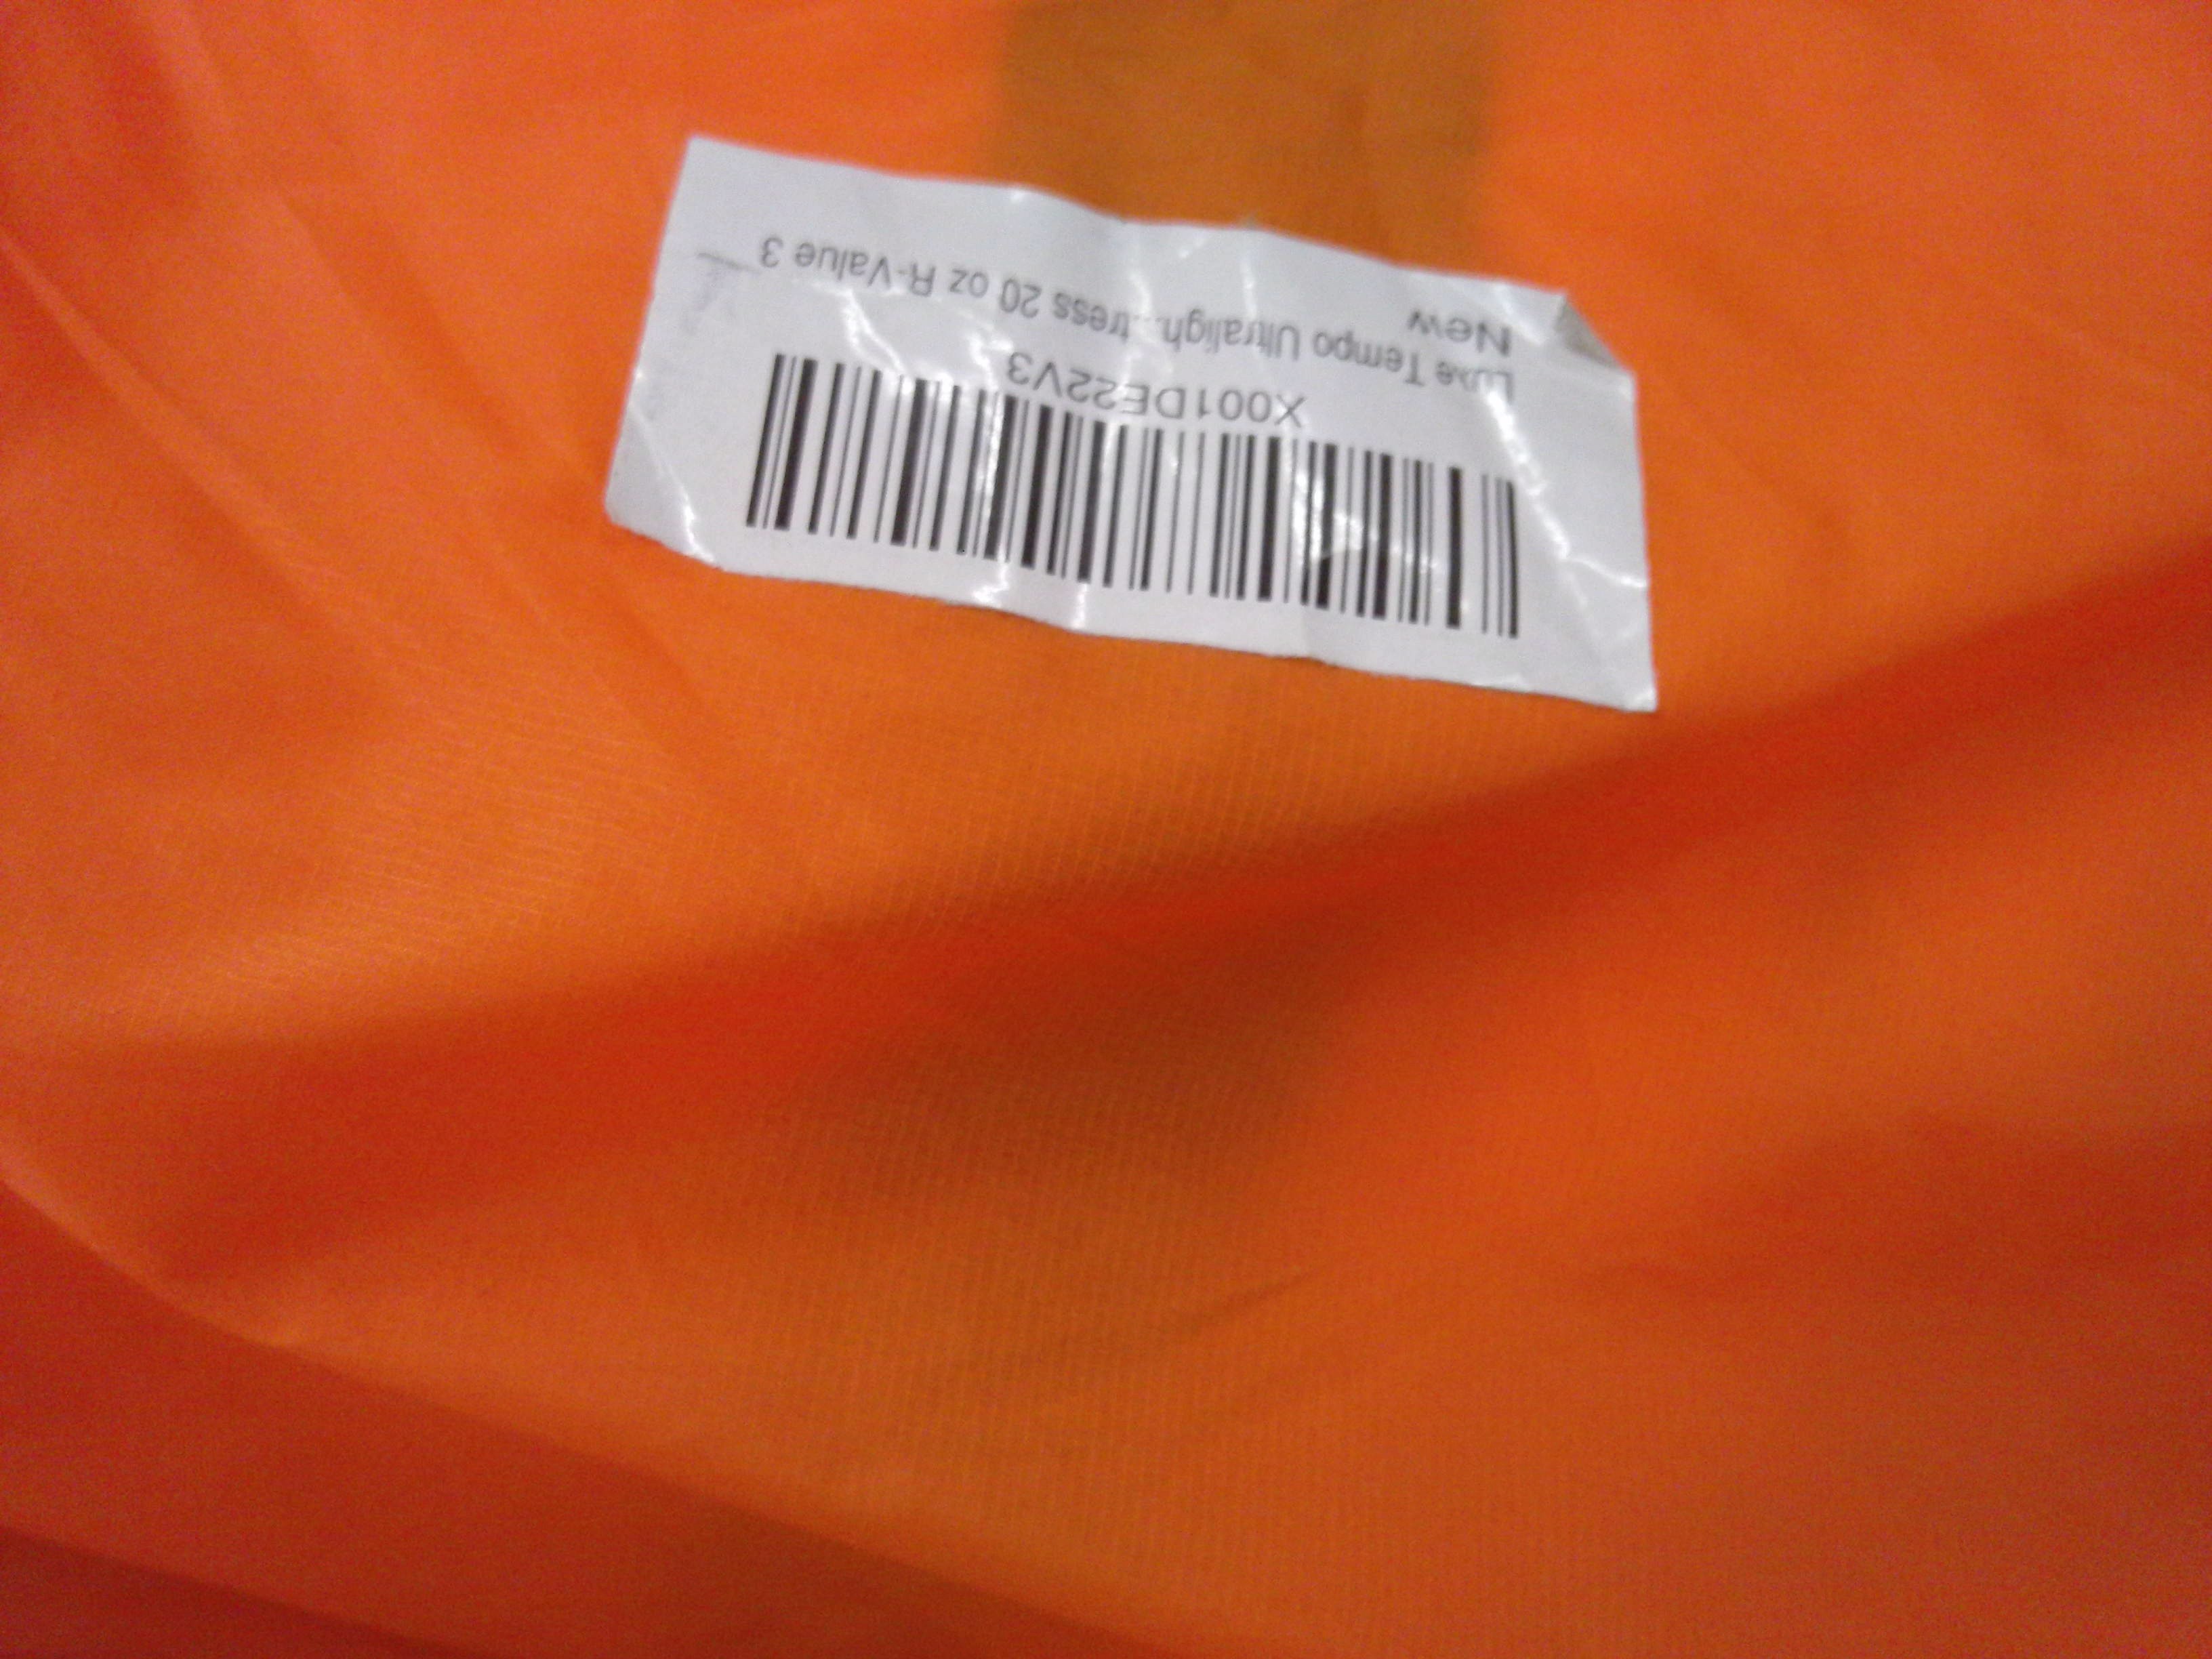 X001DE22V3
Luxe Tempo Ultraligh...tress 20 oz R-Value 3
New